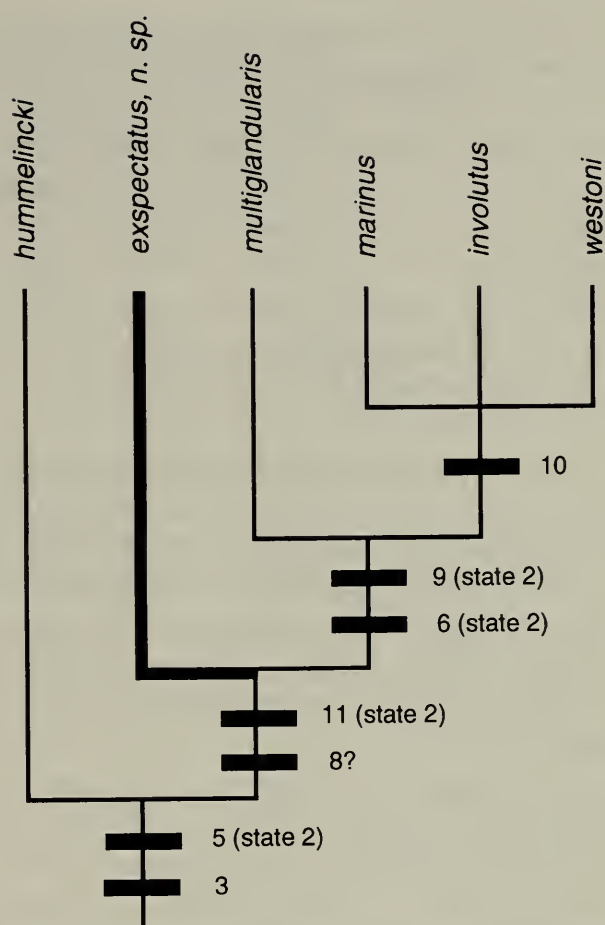 hummelincki
exspectatus, n. sp.
multiglandularis
marinus
involutus
westoni
10
9 (state 2)
6 (state 2)
11 (state 2)
8?
5 (state 2)
3